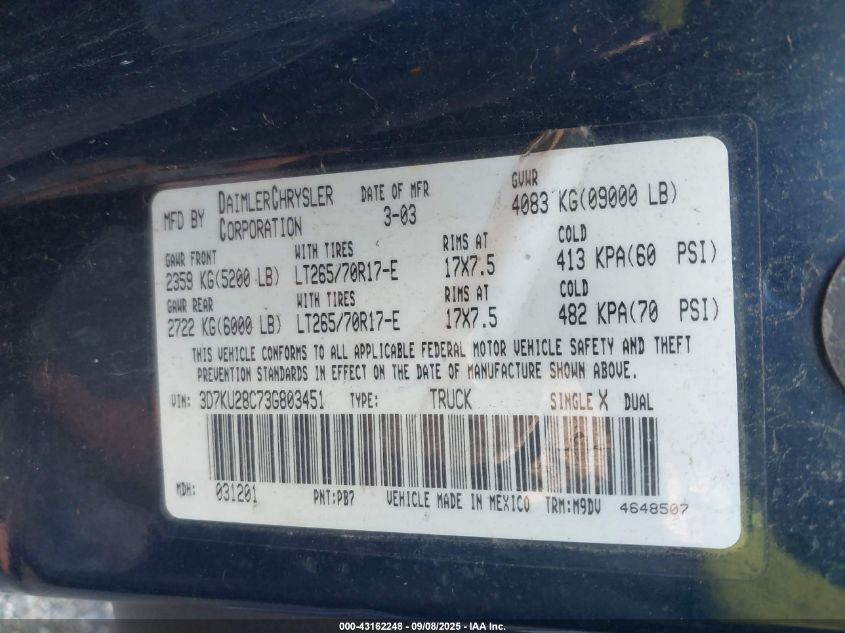 MFD BY DAIMLERCHRYSLER CORPORATION DATE OF MFR 3-03 GVWR 4083 KG(09000 LB)
GAWR FRONT WITH TIRES RIMS AT COLD
2359 KG(5200 LB) LT265/70R17-E 17X7.5 413 KPA(60 PSI)
GAWR REAR WITH TIRES RIMS AT COLD
2722 KG(6000 LB) LT265/70R17-E 17X7.5 482 KPA(70 PSI)
THIS VEHICLE CONFORMS TO ALL APPLICABLE FEDERAL MOTOR VEHICLE SAFETY AND THEFT
PREVENTION STANDARDS IN EFFECT ON THE DATE OF MANUFACTURE SHOWN ABOVE.
VIN: 3D7KU28C73G803451 TYPE: TRUCK SINGLE X DUAL
MDH: 031201 PNT:PB7 VEHICLE MADE IN MEXICO TRM:M9DV 4648507
000-43162248 - 09/08/2025 - IAA Inc.